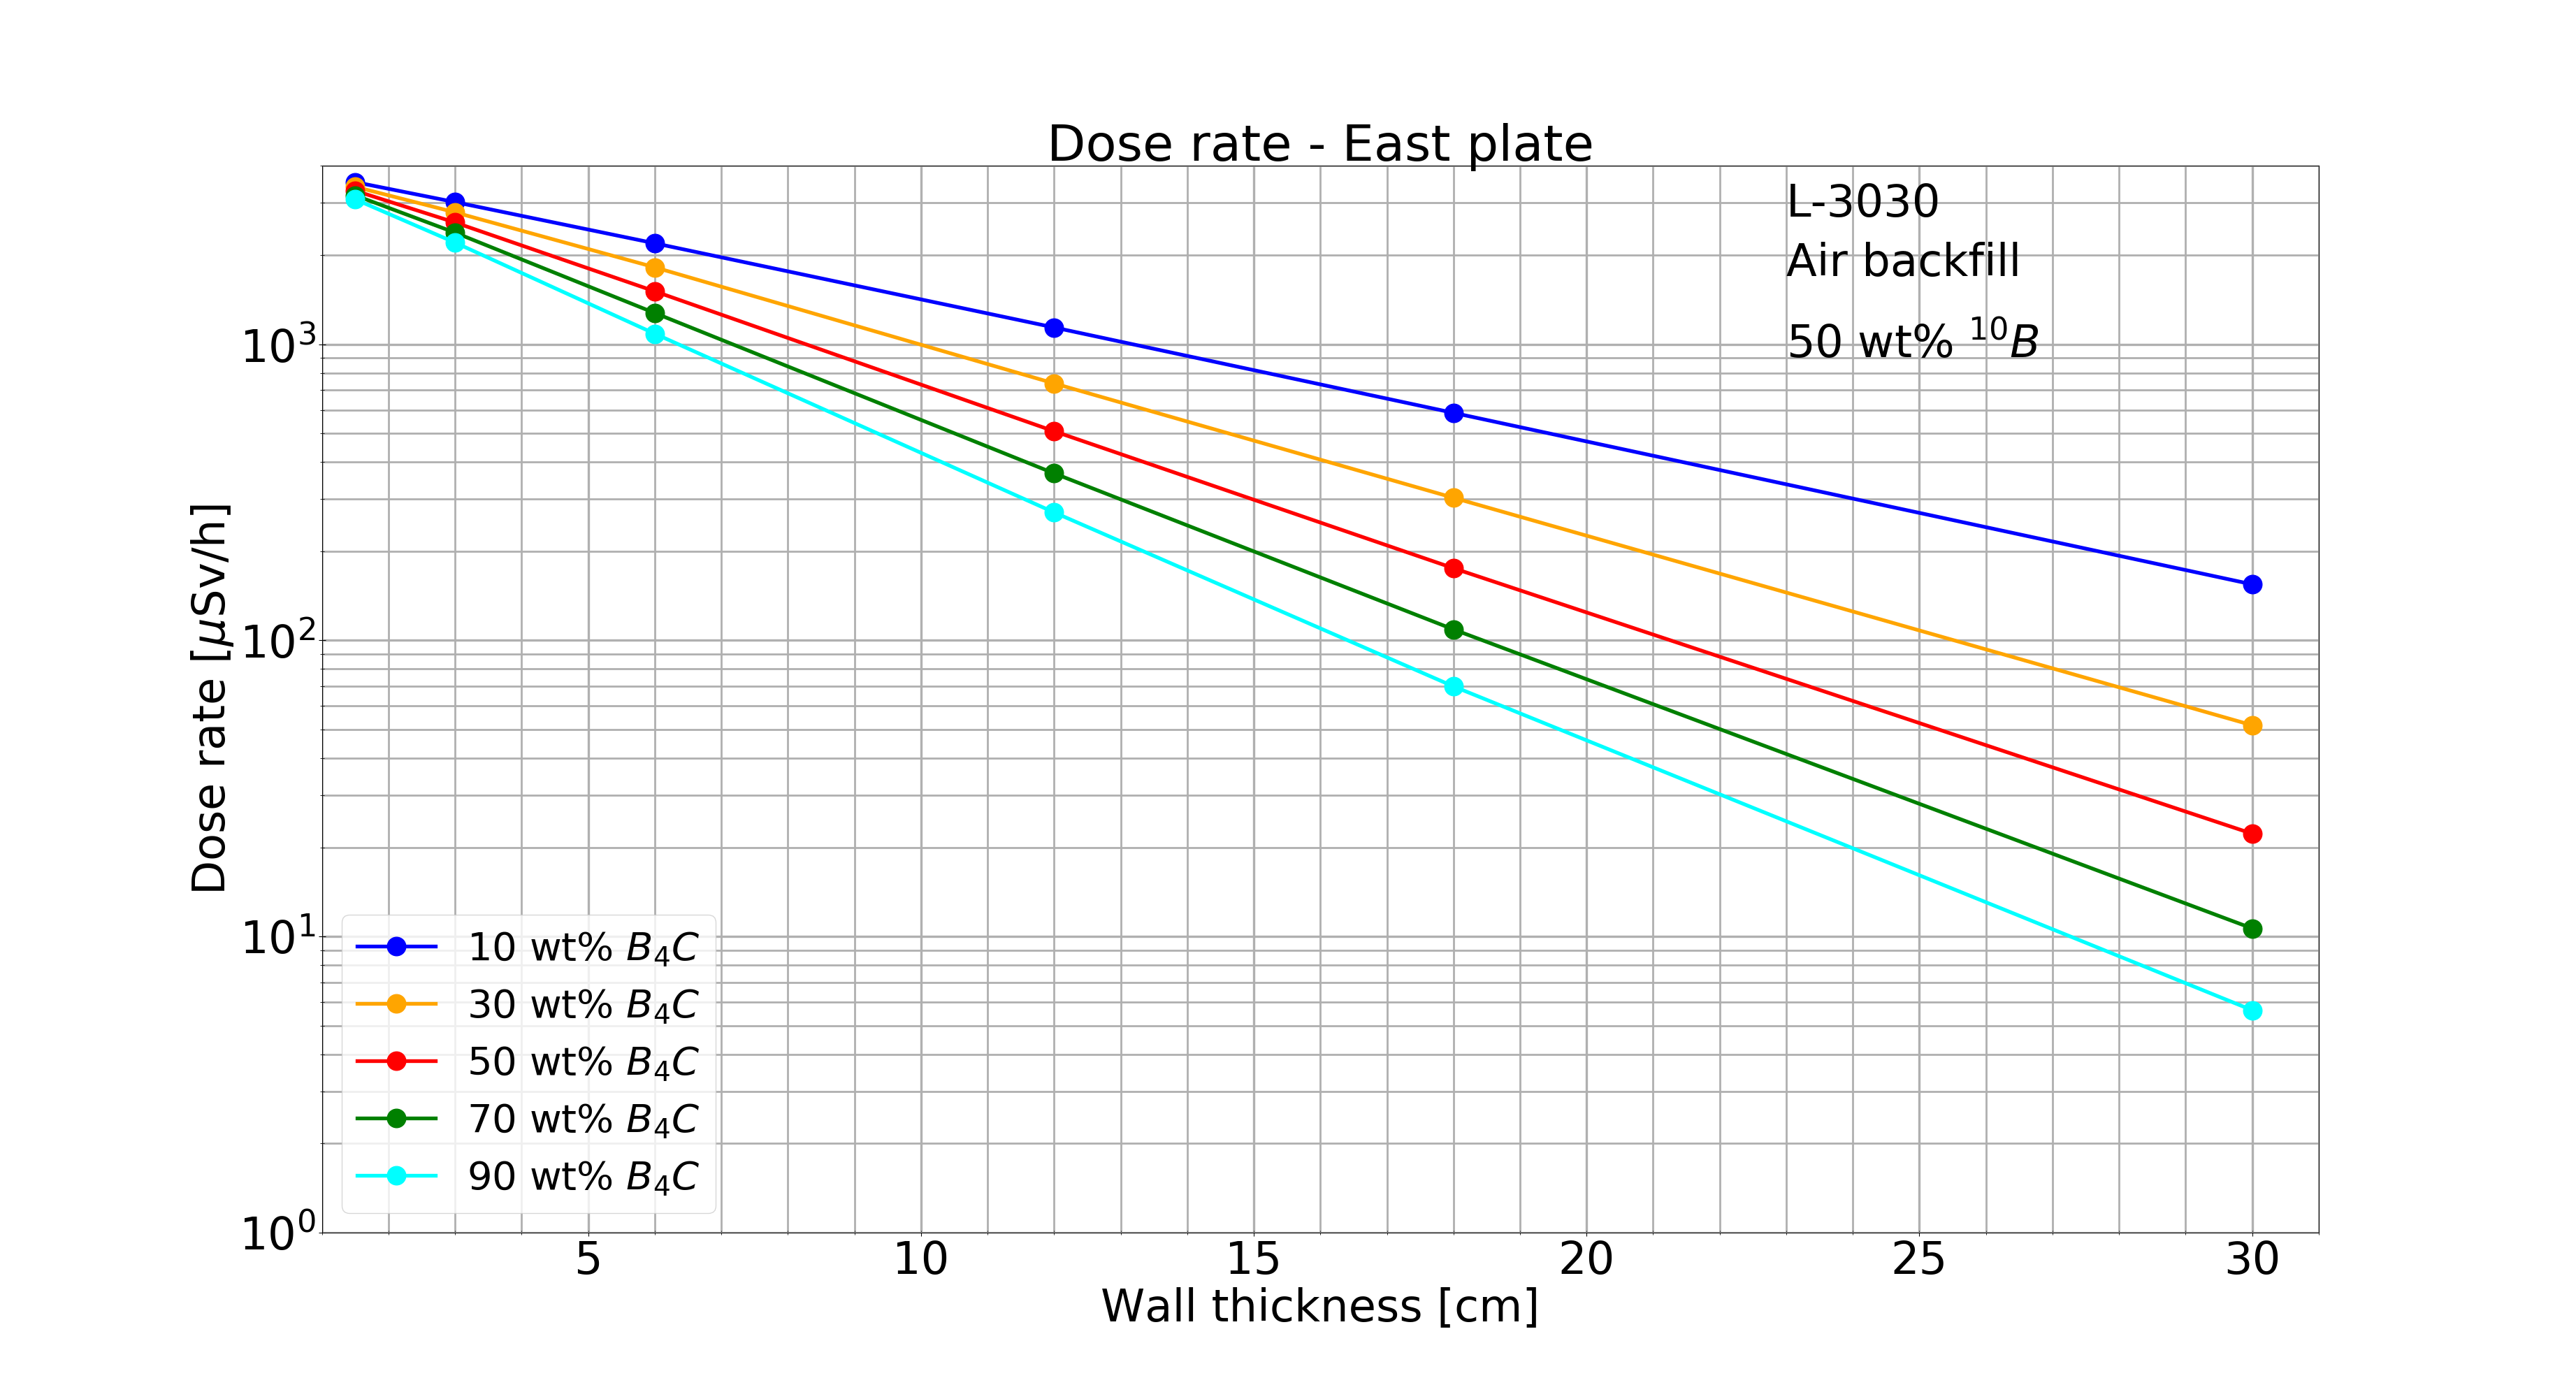 Dose rate - East plate
L-3030
Air backfill
50 wt% ¹⁰B
Dose rate [μSv/h]
10³
10²
10¹
10⁰
10 wt% B₄C
30 wt% B₄C
50 wt% B₄C
70 wt% B₄C
90 wt% B₄C
5 10 15 20 25 30
Wall thickness [cm]